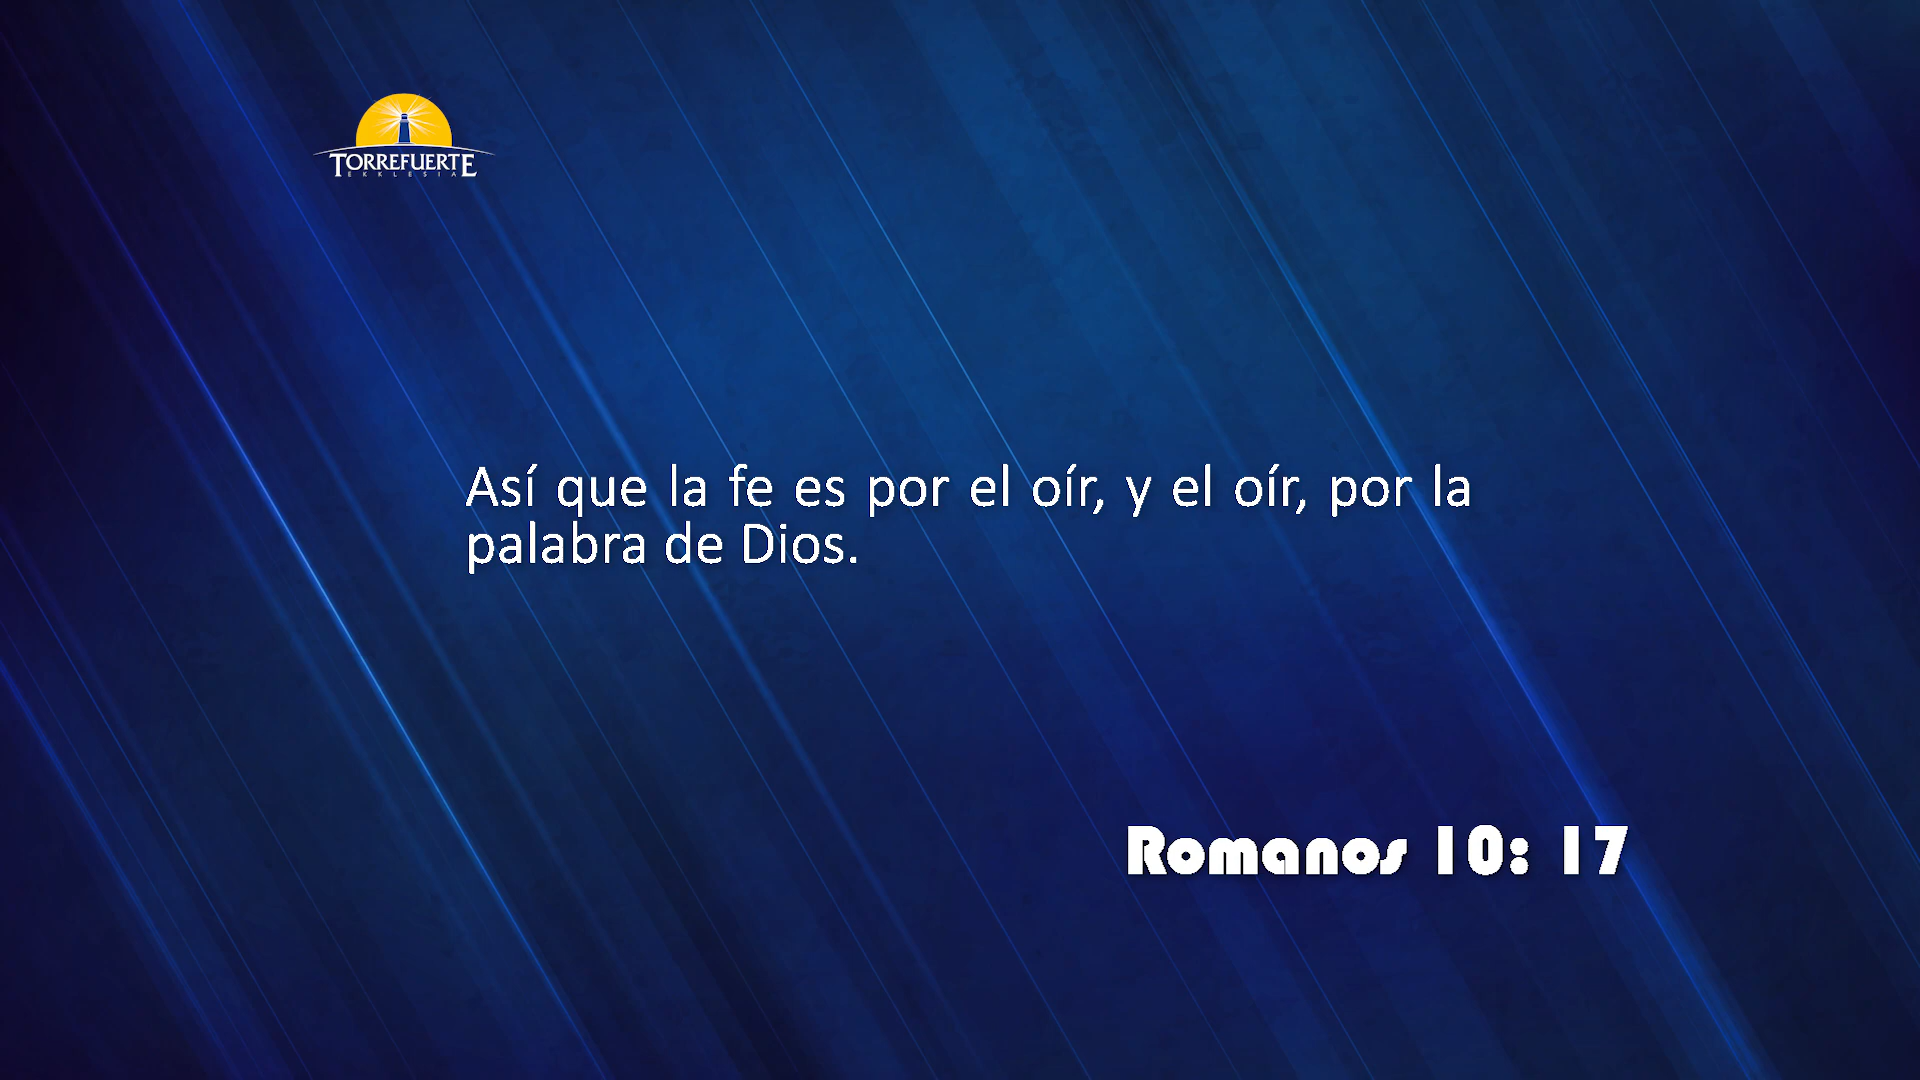 TORREFUERTE
EKKLESIA
Así que la fe es por el oír, y el oír, por la
palabra de Dios.
Romanos 10: 17